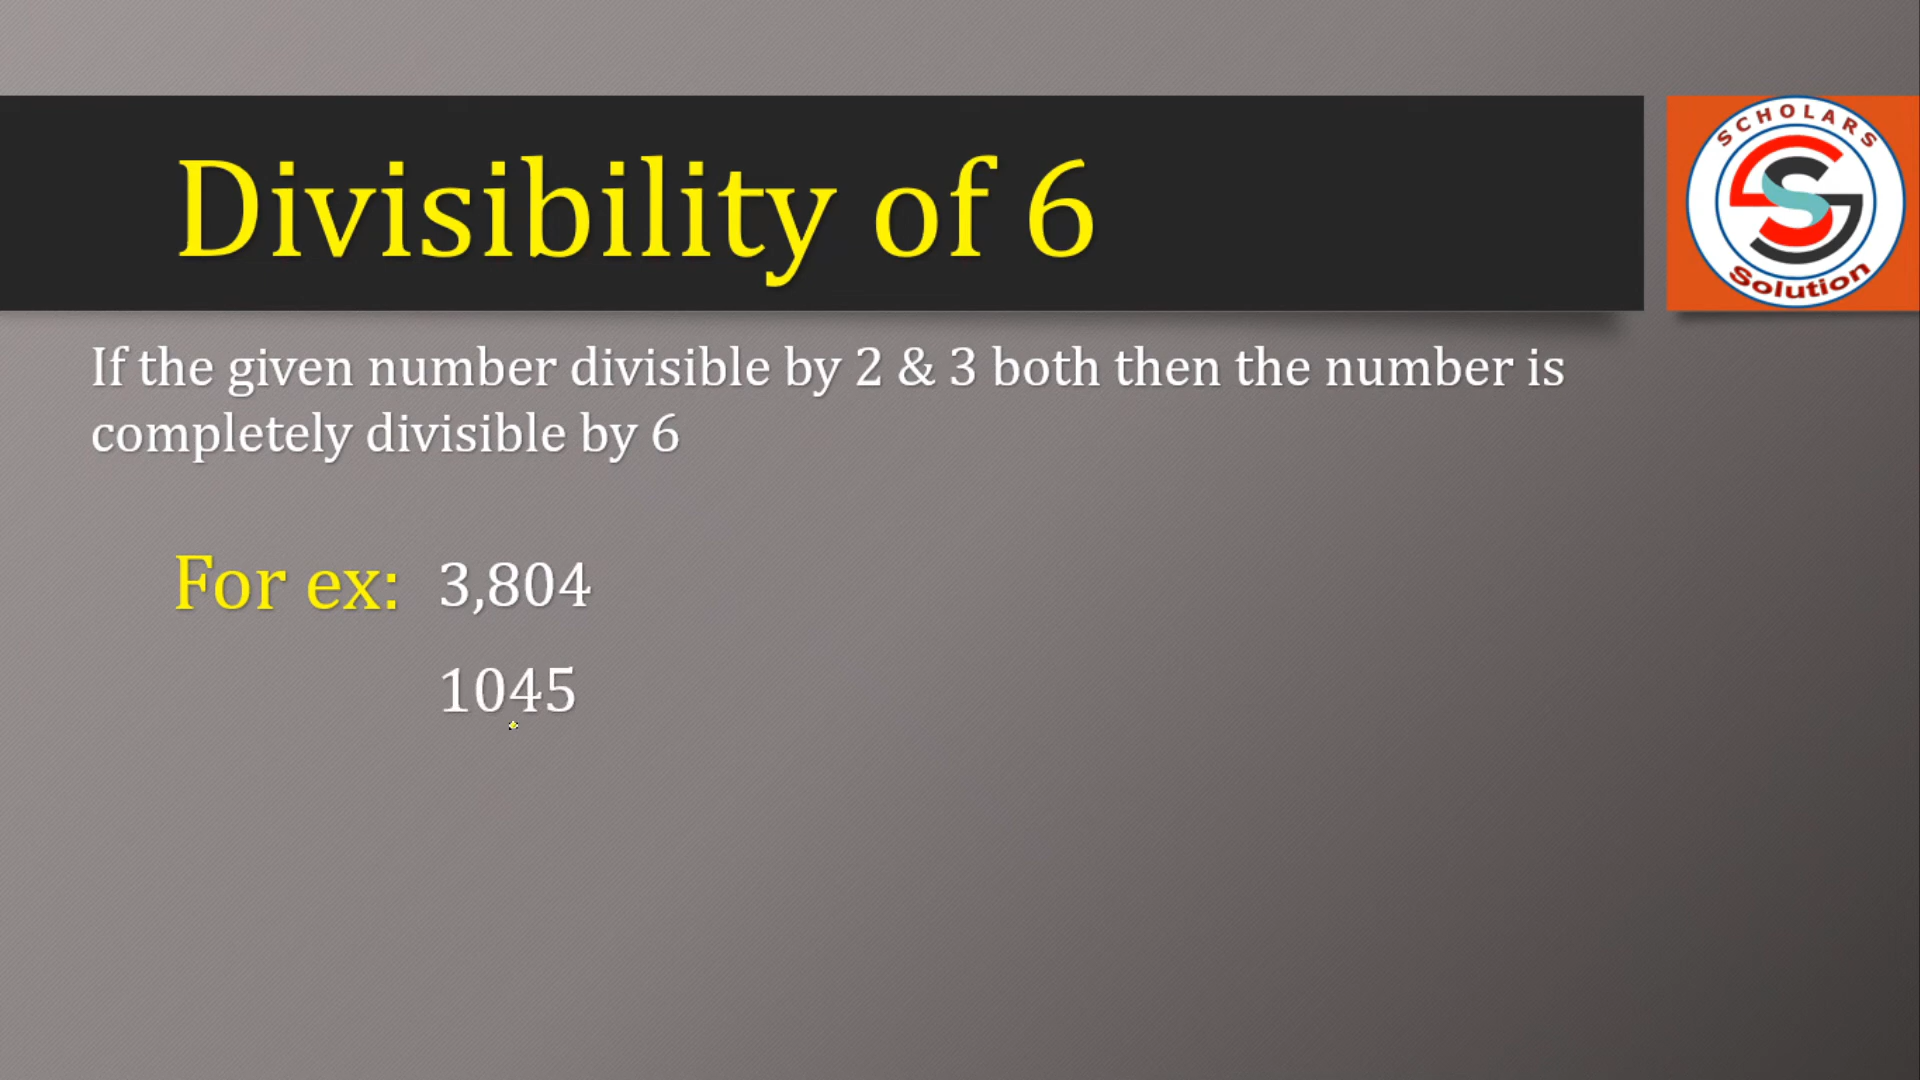 Divisibility of 6
SCHOLARS
Solution
If the given number divisible by 2 & 3 both then the number is
completely divisible by 6
For ex: 3,804
1045